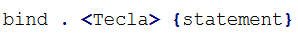 bind . <Tecla> {statement}